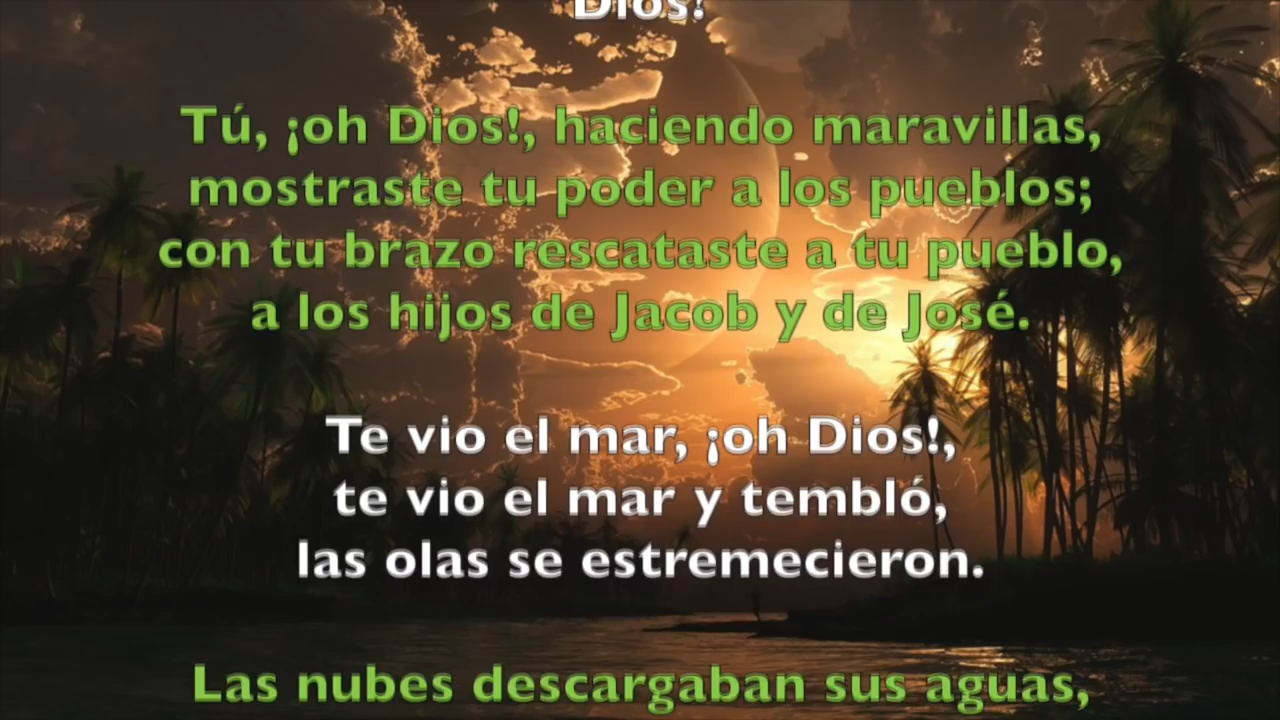 Dios!
Tú, ¡oh Dios!, haciendo maravillas,
mostraste tu poder a los pueblos;
con tu brazo rescataste a tu pueblo,
a los hijos de Jacob y de José.
Te vio el mar, ¡oh Dios!,
te vio el mar y tembló,
las olas se estremecieron.
Las nubes descargaban sus aguas,